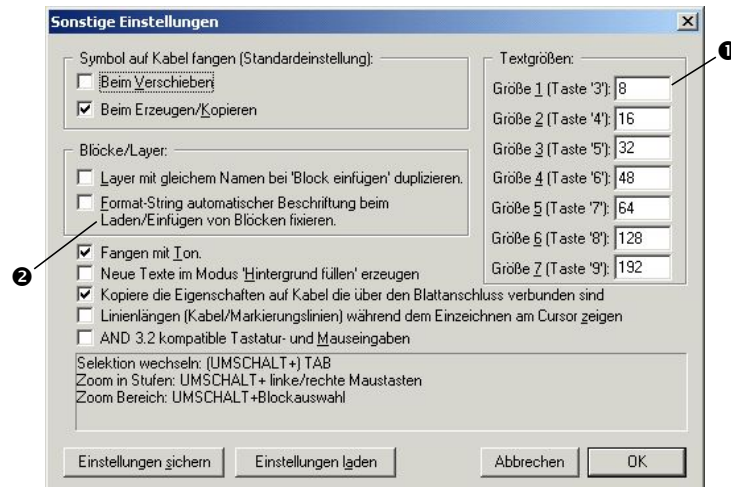 Sonstige Einstellungen
Symbol auf Kabel fangen (Standardeinstellung):
Beim Verschieben
Beim Erzeugen/Kopieren
Blöcke/Layer:
Layer mit gleichem Namen bei 'Block einfügen' duplizieren.
Format-String automatischer Beschriftung beim
Laden/Einfügen von Blöcken fixieren.
Textgrößen:
Größe 1 (Taste '3'): 8
Größe 2 (Taste '4'): 16
Größe 3 (Taste '5'): 32
Größe 4 (Taste '6'): 48
Größe 5 (Taste '7'): 64
Größe 6 (Taste '8'): 128
Größe 7 (Taste '9'): 192
❶
❷
Fangen mit Ton.
Neue Texte im Modus 'Hintergrund füllen' erzeugen
Kopiere die Eigenschaften auf Kabel die über den Blattanschluss verbunden sind
Linienlängen (Kabel/Markierungslinien) während dem Einzeichnen am Cursor zeigen
AND 3.2 kompatible Tastatur- und Mauseingaben
Selektion wechseln: (UMSCHALT+) TAB
Zoom in Stufen: UMSCHALT+ linke/rechte Maustasten
Zoom Bereich: UMSCHALT+Blockauswahl
Einstellungen sichern
Einstellungen laden
Abbrechen
OK